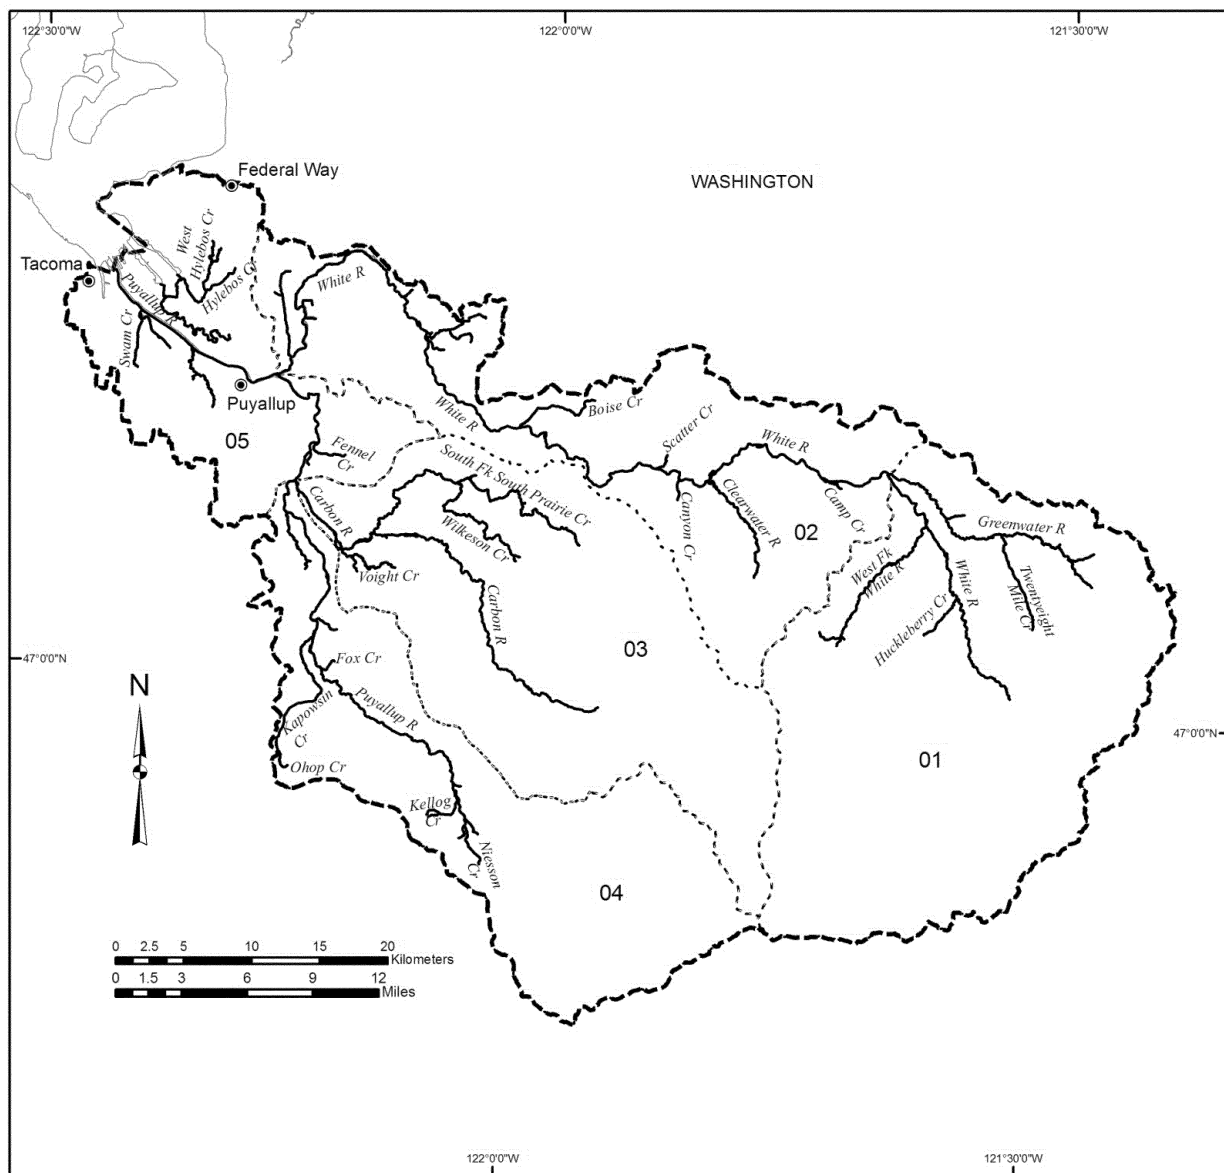 122°30'0"W
122°0'0"W
121°30'0"W
Federal Way
WASHINGTON
West
Hylebos Cr
Tacoma
Puyallup R
Hylebos Cr
White R
Swam Cr
Puyallup
White R
Boise Cr
05
Fennel
Cr
Scatter Cr
White R
South Fk South Prairie Cr
Carbon R
Wilkeson Cr
Canyon Cr
Clearwater R
02
Camp Cr
Greenwater R
Voight Cr
West Fk
White R
White R
Twentyeight
Mile Cr
Huckleberry Cr
Carbon R
03
47°0'0"N
Fox Cr
N
Puyallup R
Kapowsin
Cr
47°0'0"N
Ohop Cr
01
Kellog
Cr
Niesson
Cr
04
0 2.5 5 10 15 20
Kilometers
0 1.5 3 6 9 12
Miles
122°0'0"W
121°30'0"W